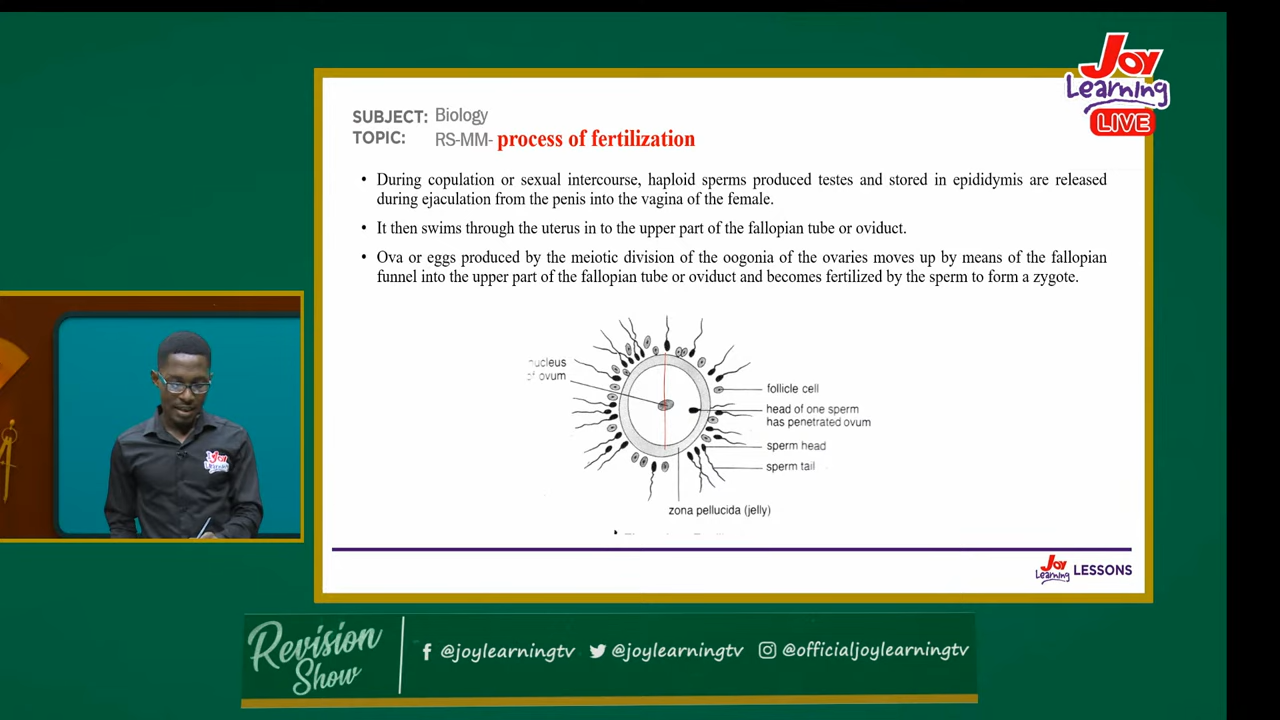 Joy
Learning
LIVE
SUBJECT: Biology
TOPIC: RS-MM- process of fertilization
• During copulation or sexual intercourse, haploid sperms produced testes and stored in epididymis are released
during ejaculation from the penis into the vagina of the female.
• It then swims through the uterus in to the upper part of the fallopian tube or oviduct.
• Ova or eggs produced by the meiotic division of the oogonia of the ovaries moves up by means of the fallopian
funnel into the upper part of the fallopian tube or oviduct and becomes fertilized by the sperm to form a zygote.
nucleus
of ovum
follicle cell
head of one sperm
has penetrated ovum
sperm head
sperm tail
zona pellucida (jelly)
Joy
Learning
Joy Learning LESSONS
Revision
Show
@joylearningtv @joylearningtv @officialjoylearningtv